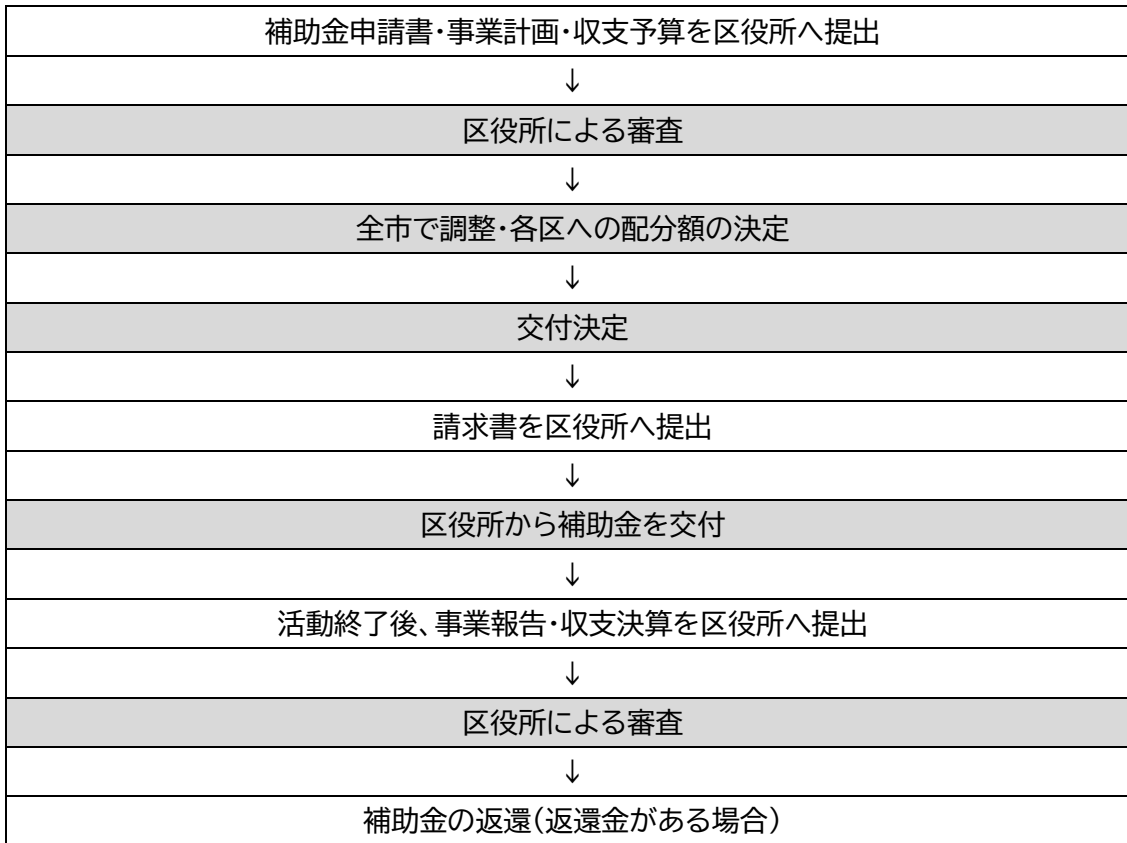 補助金申請書・事業計画・収支予算を区役所へ提出
↓
区役所による審査
↓
全市で調整・各区への配分額の決定
↓
交付決定
↓
請求書を区役所へ提出
↓
区役所から補助金を交付
↓
活動終了後、事業報告・収支決算を区役所へ提出
↓
区役所による審査
↓
補助金の返還（返還金がある場合）